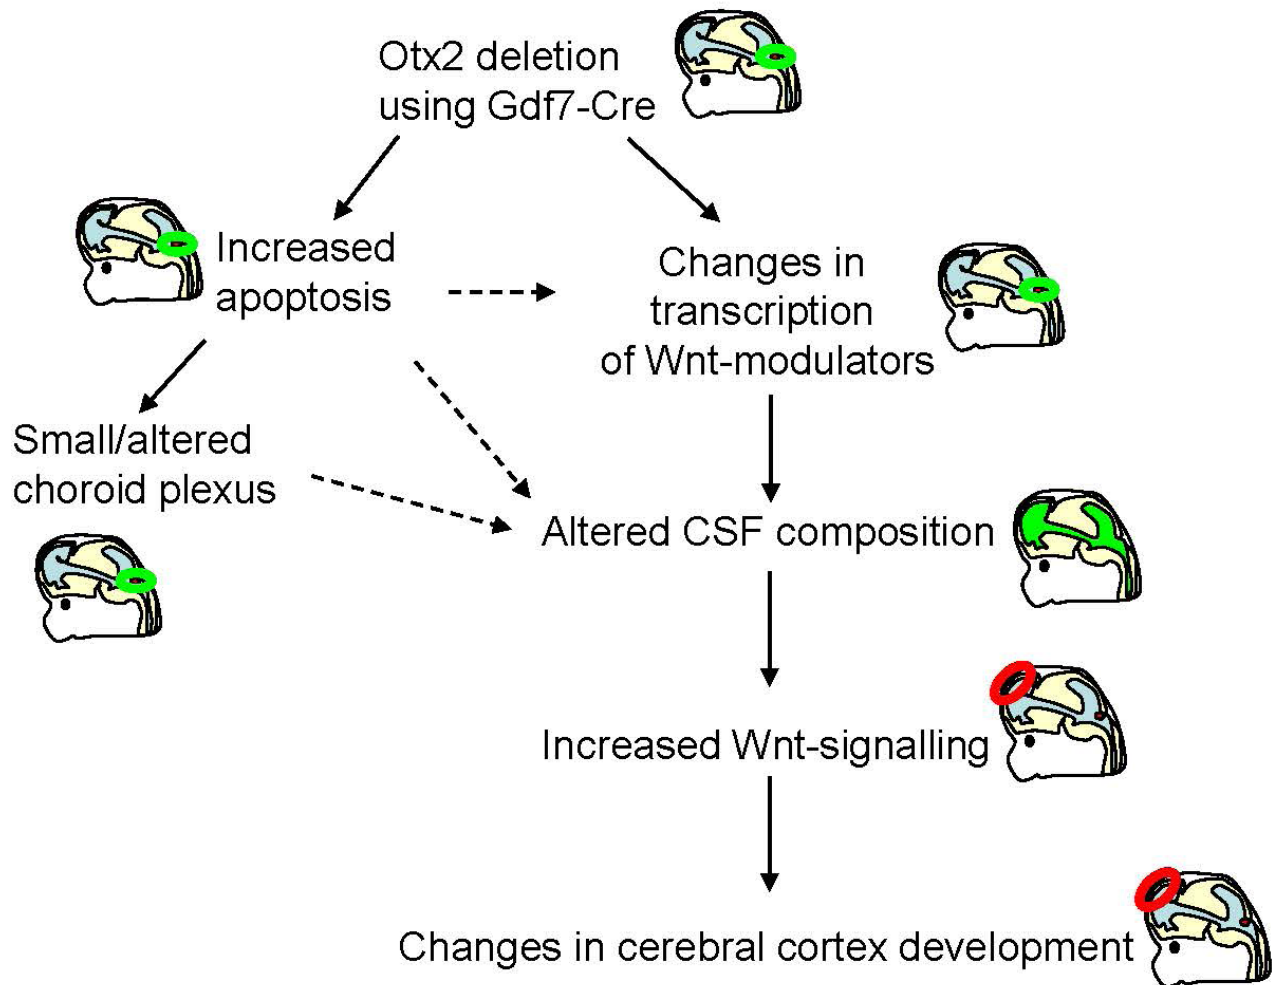 Otx2 deletion
using Gdf7-Cre
Increased
apoptosis
Changes in
transcription
of Wnt-modulators
Small/altered
choroid plexus
Altered CSF composition
Increased Wnt-signalling
Changes in cerebral cortex development